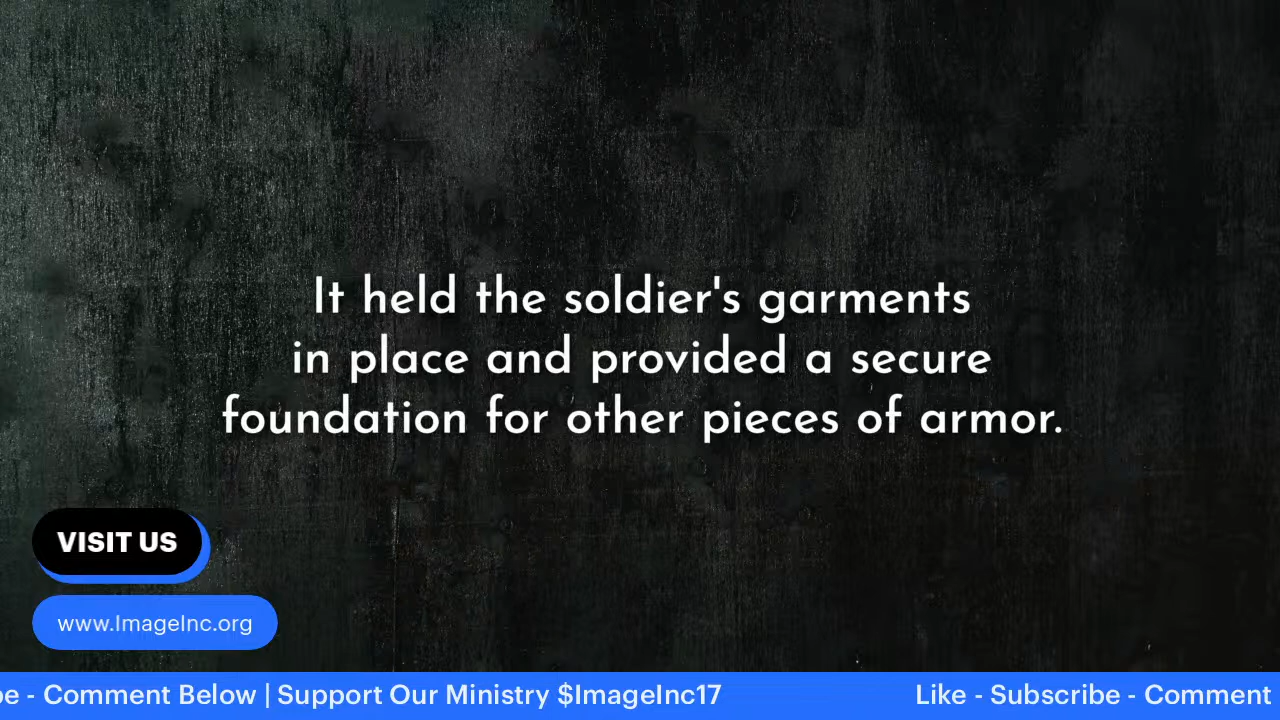 It held the soldier's garments
in place and provided a secure
foundation for other pieces of armor.
VISIT US
www.ImageInc.org
be - Comment Below | Support Our Ministry $ImageInc17
Like - Subscribe - Comment